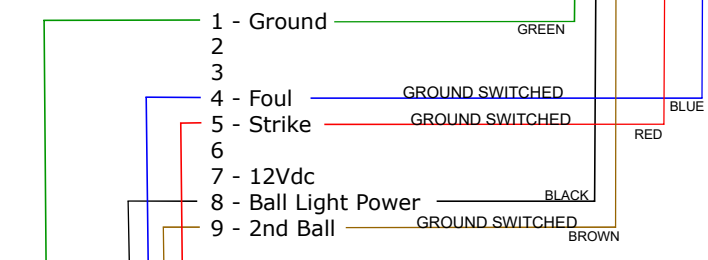 1 - Ground
GREEN
2
3
4 - Foul
GROUND SWITCHED
BLUE
5 - Strike
GROUND SWITCHED
RED
6
7 - 12Vdc
8 - Ball Light Power
BLACK
9 - 2nd Ball
GROUND SWITCHED
BROWN